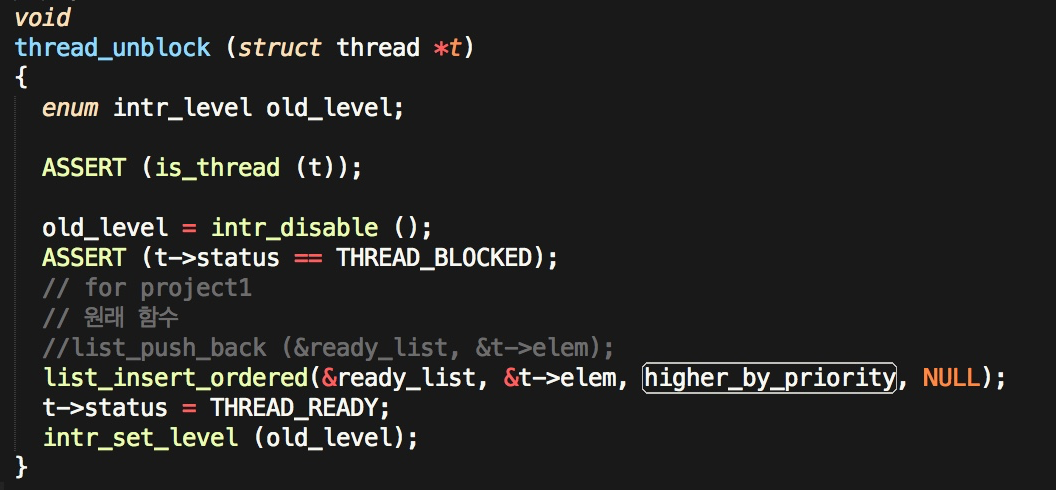 void
thread_unblock (struct thread *t)
{
  enum intr_level old_level;

  ASSERT (is_thread (t));

  old_level = intr_disable ();
  ASSERT (t->status == THREAD_BLOCKED);
  // for project1
  // 원래 함수
  //list_push_back (&ready_list, &t->elem);
  list_insert_ordered(&ready_list, &t->elem, higher_by_priority, NULL);
  t->status = THREAD_READY;
  intr_set_level (old_level);
}